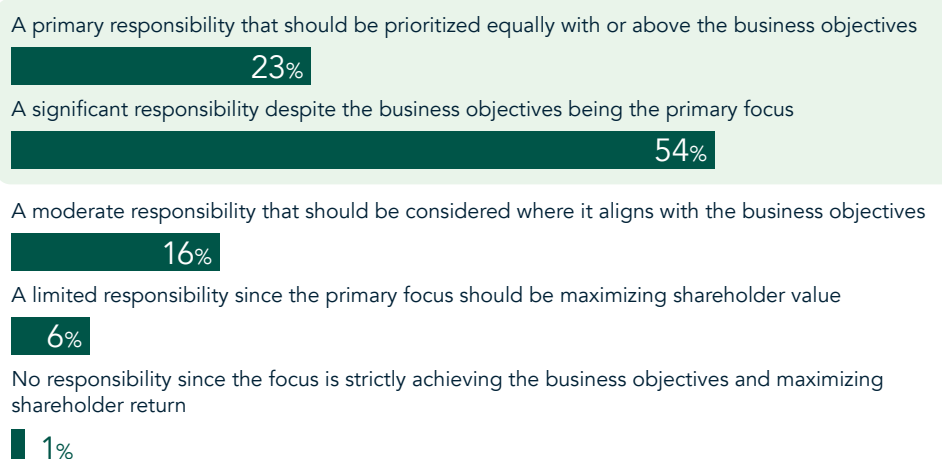 A primary responsibility that should be prioritized equally with or above the business objectives
23%
A significant responsibility despite the business objectives being the primary focus
54%
A moderate responsibility that should be considered where it aligns with the business objectives
16%
A limited responsibility since the primary focus should be maximizing shareholder value
6%
No responsibility since the focus is strictly achieving the business objectives and maximizing
shareholder return
1%